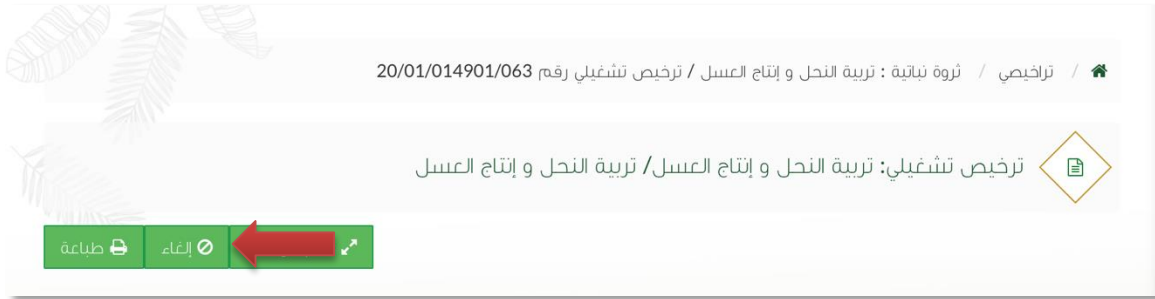 تراخيصي / ثروة نباتية : تربية النحل و إنتاج العسل / ترخيص تشغيلي رقم 20/01/014901/063
ترخيص تشغيلي: تربية النحل و إنتاج العسل/ تربية النحل و إنتاج العسل
إلغاء طباعة